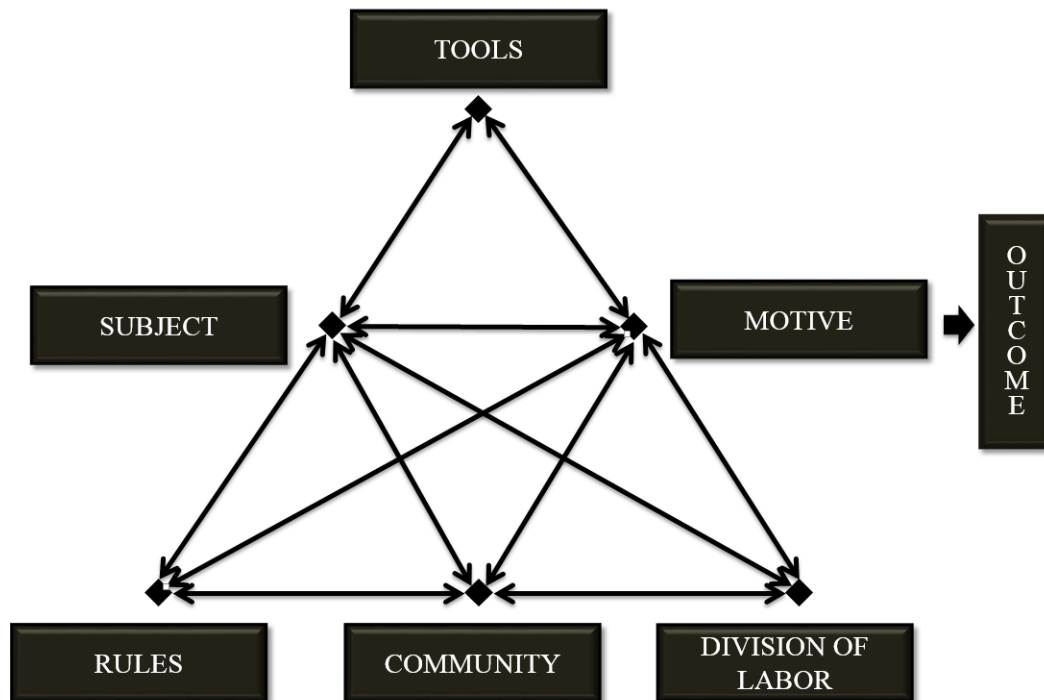 TOOLS
SUBJECT
MOTIVE
OUTCOME
RULES
COMMUNITY
DIVISION OF
LABOR